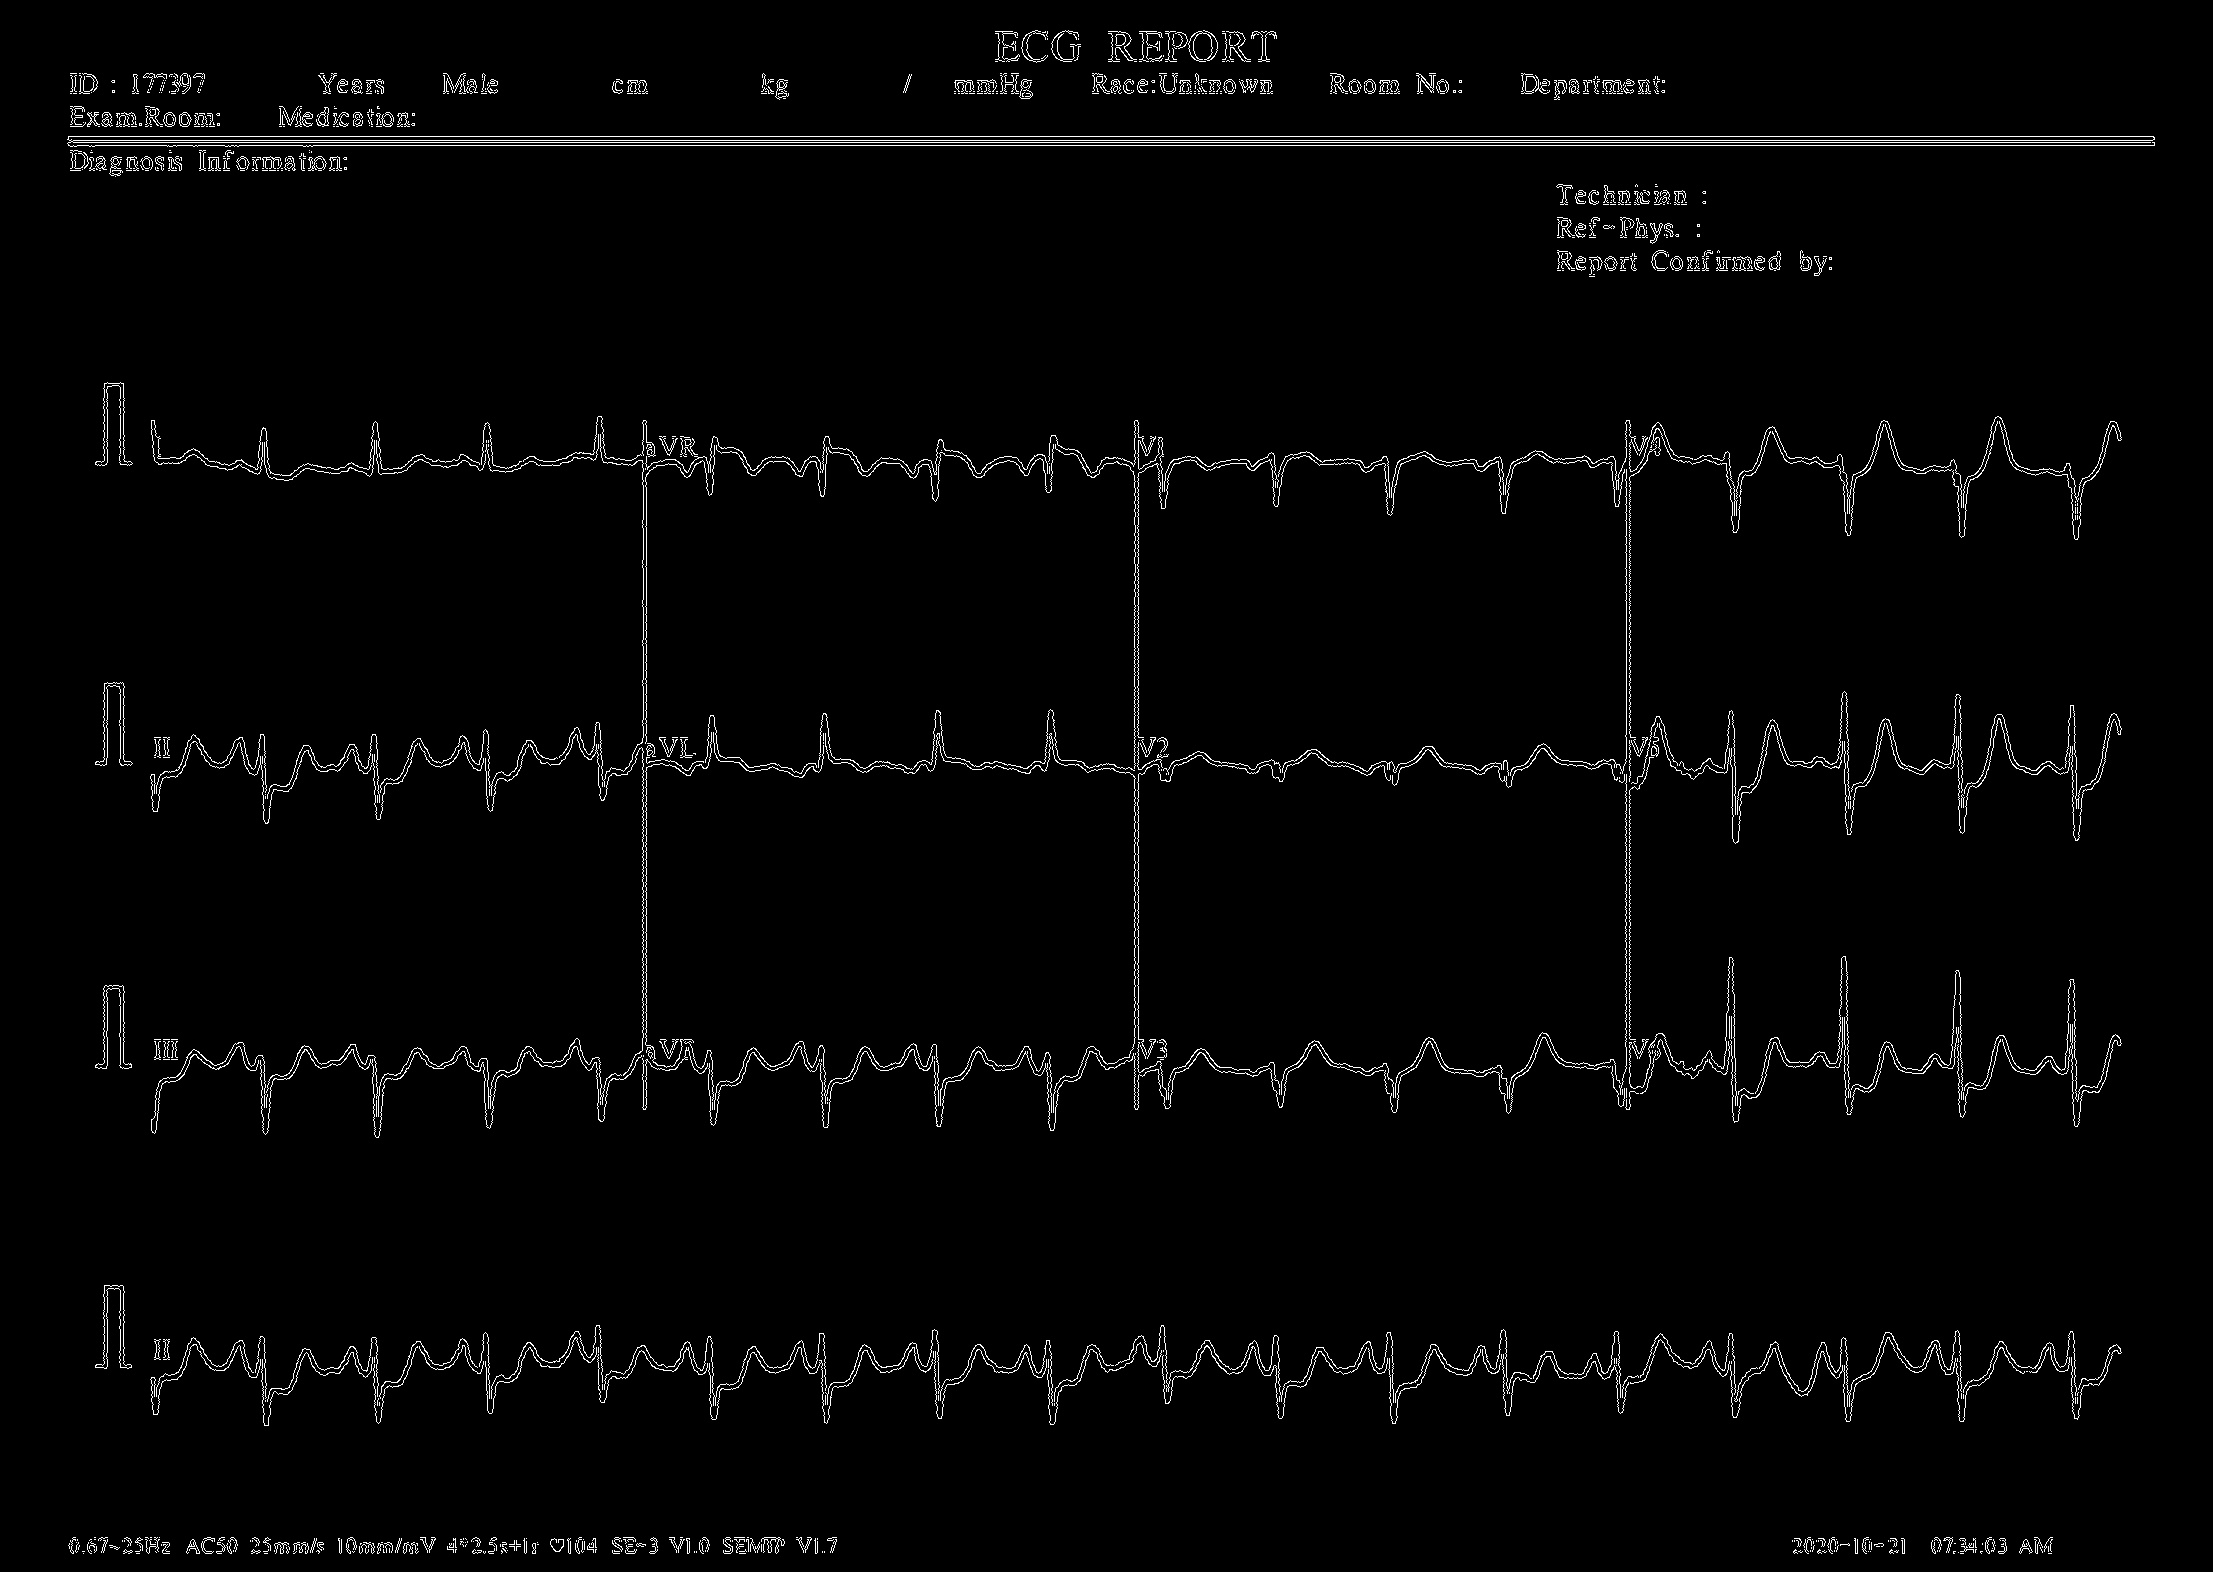 ECG REPORT
ID : 177397 Years Male cm kg / mmHg Race:Unknown Room No.: Department:
Exam.Room: Medication:
Diagnosis Information:
Technician :
Ref-Phys. :
Report Confirmed by:
aVR V1 V4
II aVL V2 V5
III aVF V3 V6
II
0.67~25Hz AC50 25mm/s 10mm/mV 4*2.5s+1r ♡104 SE-3 V1.0 SEMIP V1.7
2020-10-21 07:34:03 AM